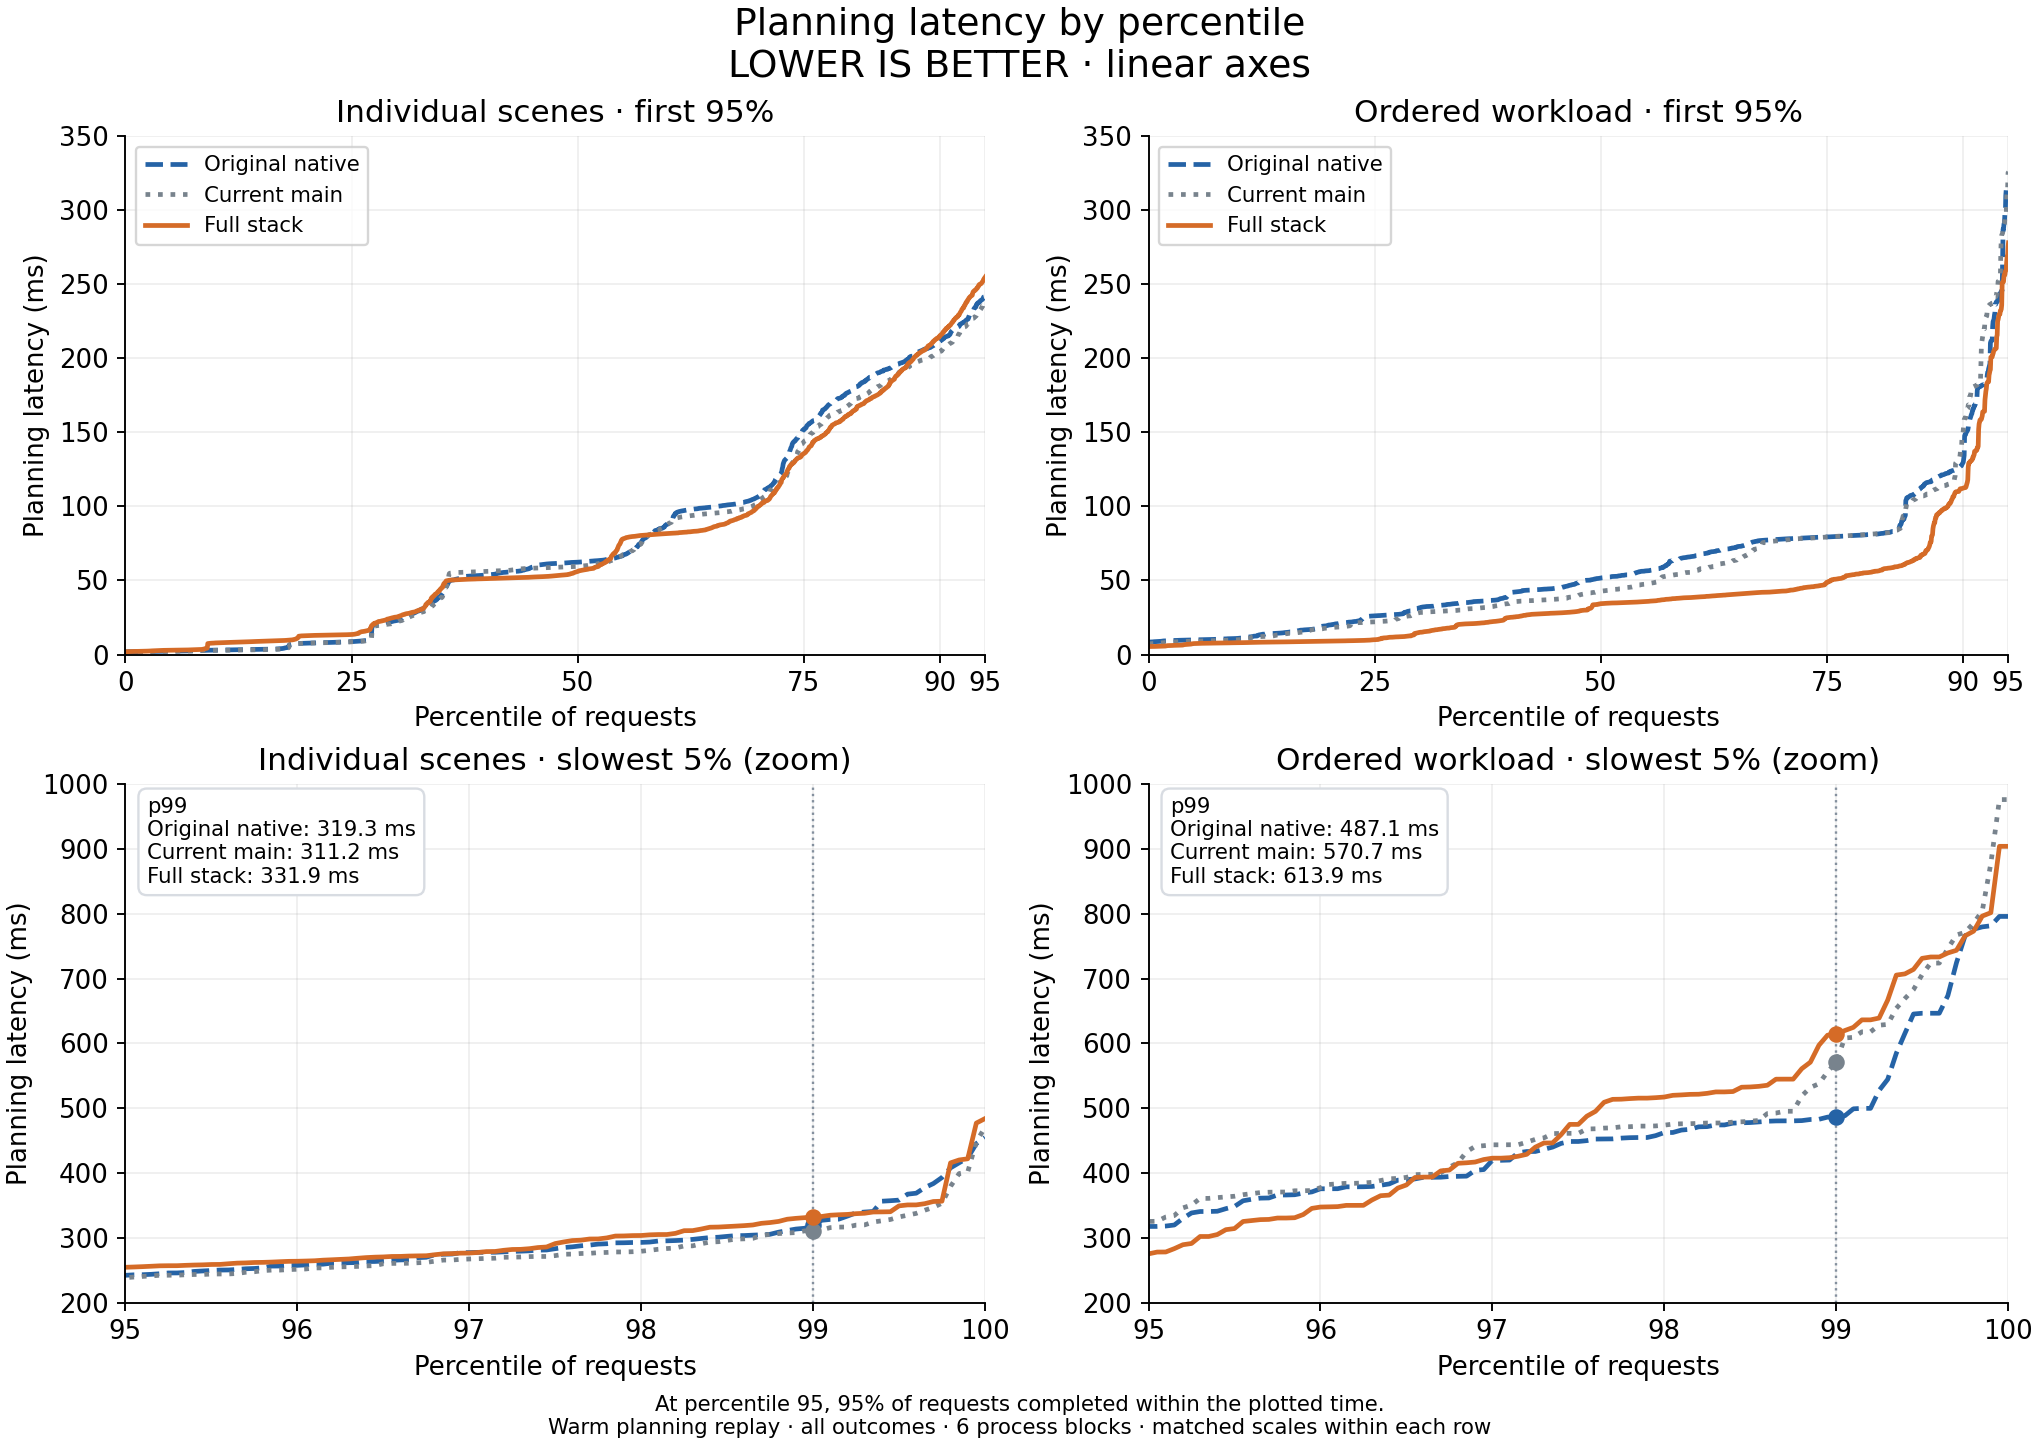 Planning latency by percentile
LOWER IS BETTER · linear axes
Individual scenes · first 95%
350
300
250
200
150
100
50
0
Planning latency (ms)
Original native
Current main
Full stack
0 25 50 75 90 95
Percentile of requests
Ordered workload · first 95%
350
300
250
200
150
100
50
0
Planning latency (ms)
Original native
Current main
Full stack
0 25 50 75 90 95
Percentile of requests
Individual scenes · slowest 5% (zoom)
1000
900
800
700
600
500
400
300
200
Planning latency (ms)
p99
Original native: 319.3 ms
Current main: 311.2 ms
Full stack: 331.9 ms
95 96 97 98 99 100
Percentile of requests
Ordered workload · slowest 5% (zoom)
1000
900
800
700
600
500
400
300
200
Planning latency (ms)
p99
Original native: 487.1 ms
Current main: 570.7 ms
Full stack: 613.9 ms
95 96 97 98 99 100
Percentile of requests
At percentile 95, 95% of requests completed within the plotted time.
Warm planning replay · all outcomes · 6 process blocks · matched scales within each row